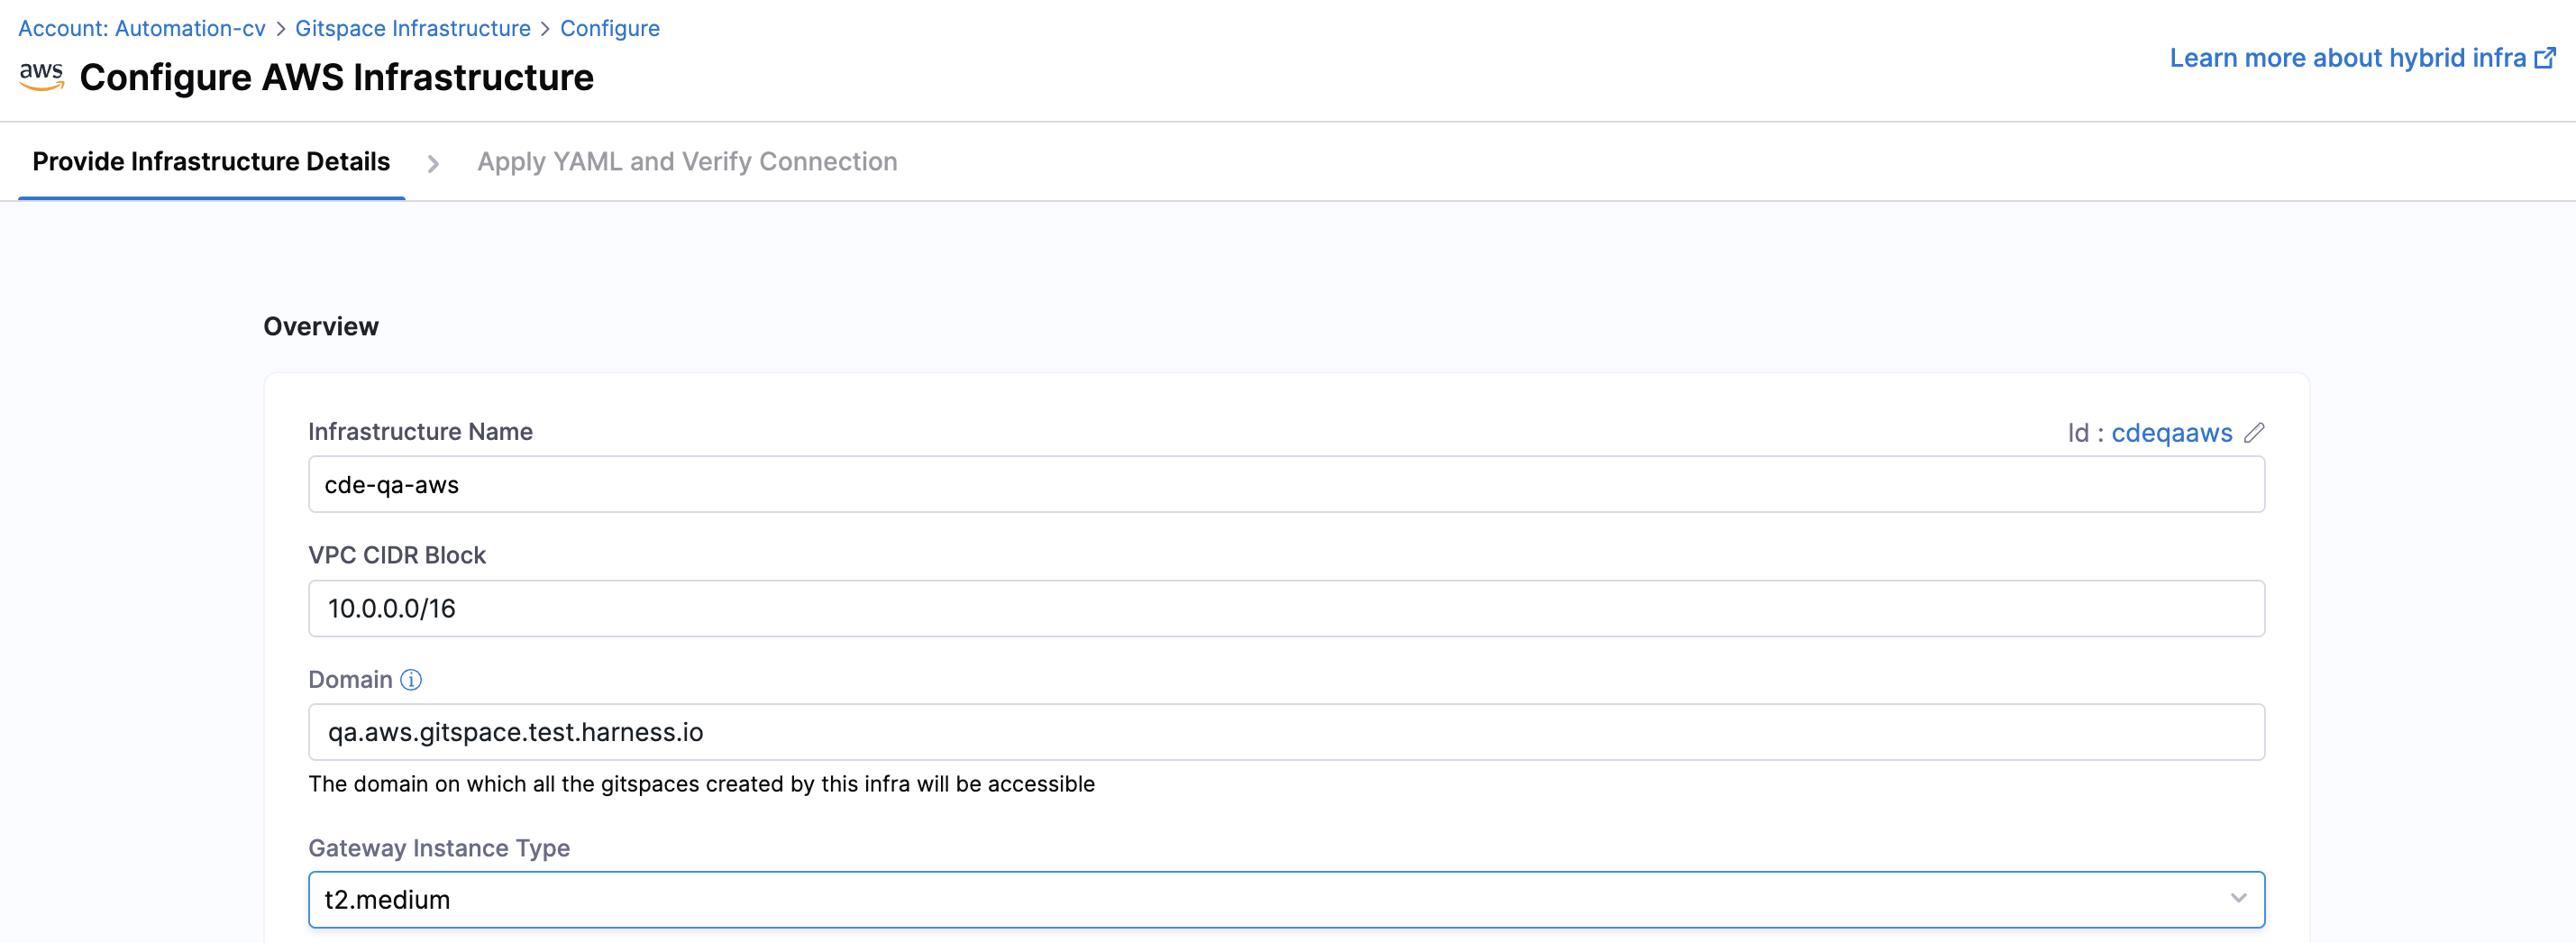 Account: Automation-cv > Gitspace Infrastructure > Configure
aws Configure AWS Infrastructure
Learn more about hybrid infra
Provide Infrastructure Details > Apply YAML and Verify Connection
Overview
Infrastructure Name
Id : cdeqaaws
cde-qa-aws
VPC CIDR Block
10.0.0.0/16
Domain
qa.aws.gitspace.test.harness.io
The domain on which all the gitspaces created by this infra will be accessible
Gateway Instance Type
t2.medium